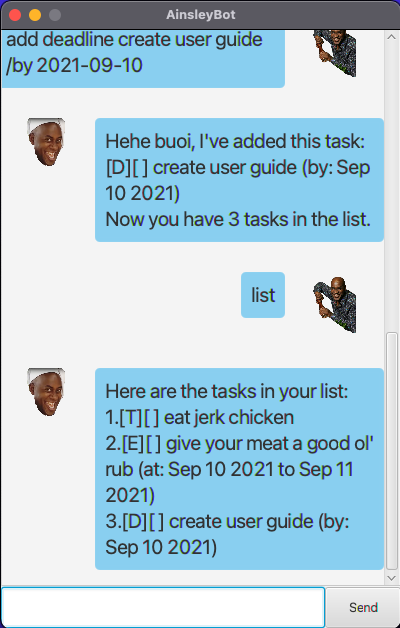 AinsleyBot
add deadline create user guide
/by 2021-09-10
Hehe buoi, I've added this task:
[D][ ] create user guide (by: Sep
10 2021)
Now you have 3 tasks in the list.
list
Here are the tasks in your list:
1.[T][ ] eat jerk chicken
2.[E][ ] give your meat a good ol'
rub (at: Sep 10 2021 to Sep 11
2021)
3.[D][ ] create user guide (by:
Sep 10 2021)
Send